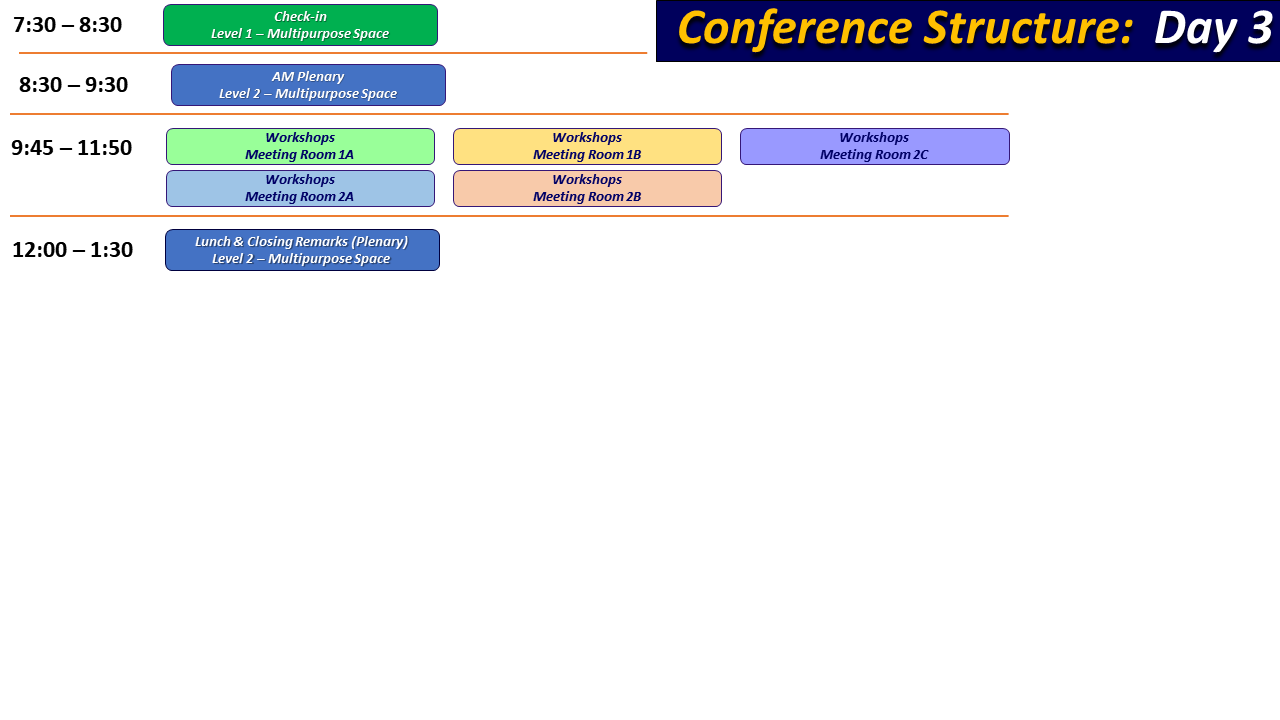 Conference Structure: Day 3
7:30 – 8:30
Check-in
Level 1 – Multipurpose Space
8:30 – 9:30
AM Plenary
Level 2 – Multipurpose Space
9:45 – 11:50
Workshops
Meeting Room 1A
Workshops
Meeting Room 1B
Workshops
Meeting Room 2C
Workshops
Meeting Room 2A
Workshops
Meeting Room 2B
12:00 – 1:30
Lunch & Closing Remarks (Plenary)
Level 2 – Multipurpose Space